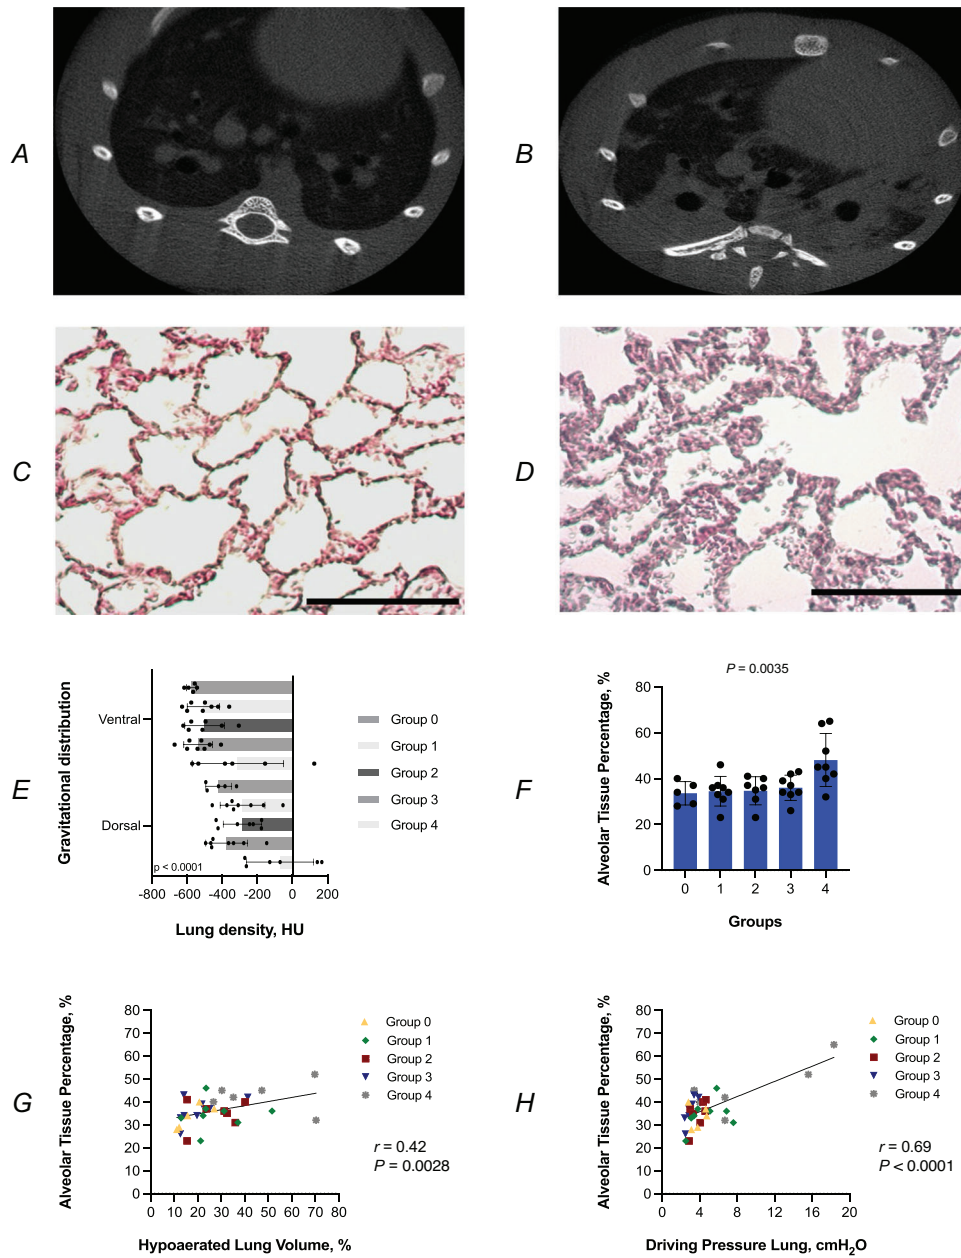 A
B
C
D
E
Gravitational distribution
Ventral
Dorsal
p < 0.0001
-800 -600 -400 -200 0 200
Lung density, HU
Group 0
Group 1
Group 2
Group 3
Group 4
F
P = 0.0035
Alveolar Tissue Percentage, %
80
60
40
20
0
0 1 2 3 4
Groups
G
Alveolar Tissue Percentage, %
80
70
60
50
40
30
20
10
0
0 10 20 30 40 50 60 70 80
Hypoaerated Lung Volume, %
Group 0
Group 1
Group 2
Group 3
Group 4
r = 0.42
P = 0.0028
H
Alveolar Tissue Percentage, %
80
70
60
50
40
30
20
10
0
0 4 8 12 16 20
Driving Pressure Lung, cmH₂O
Group 0
Group 1
Group 2
Group 3
Group 4
r = 0.69
P < 0.0001